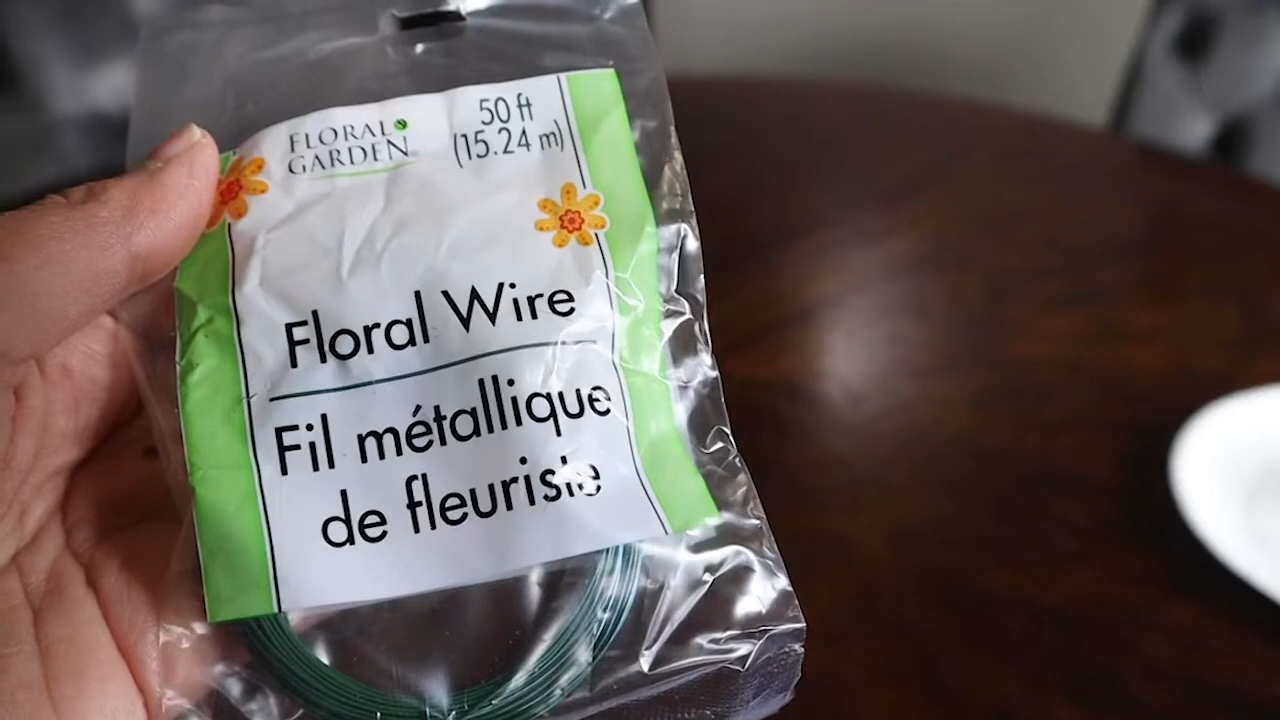 FLORAL
GARDEN
50 ft
(15.24 m)
Floral Wire
Fil métallique
de fleuriste